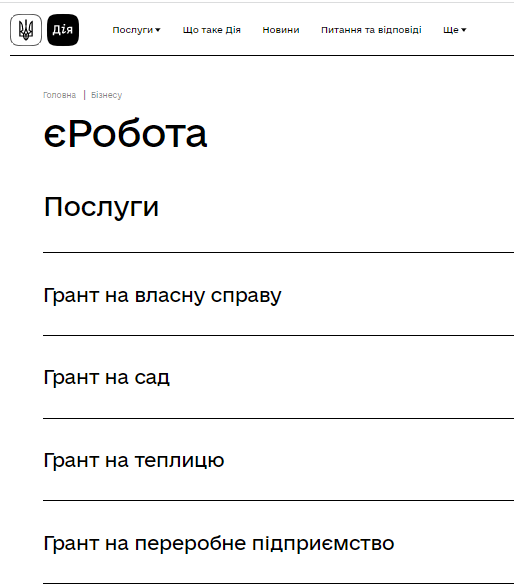 Дія Послуги Що таке Дія Новини Питання та відповіді Ще
Головна | Бізнесу
єРобота
Послуги
Грант на власну справу
Грант на сад
Грант на теплицю
Грант на переробне підприємство